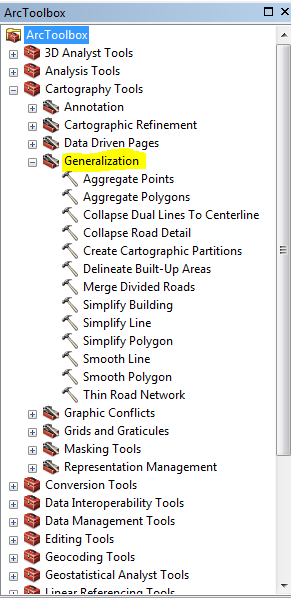 ArcToolbox
ArcToolbox
3D Analyst Tools
Analysis Tools
Cartography Tools
Annotation
Cartographic Refinement
Data Driven Pages
Generalization
Aggregate Points
Aggregate Polygons
Collapse Dual Lines To Centerline
Collapse Road Detail
Create Cartographic Partitions
Delineate Built-Up Areas
Merge Divided Roads
Simplify Building
Simplify Line
Simplify Polygon
Smooth Line
Smooth Polygon
Thin Road Network
Graphic Conflicts
Grids and Graticules
Masking Tools
Representation Management
Conversion Tools
Data Interoperability Tools
Data Management Tools
Editing Tools
Geocoding Tools
Geostatistical Analyst Tools
Linear Referencing Tools